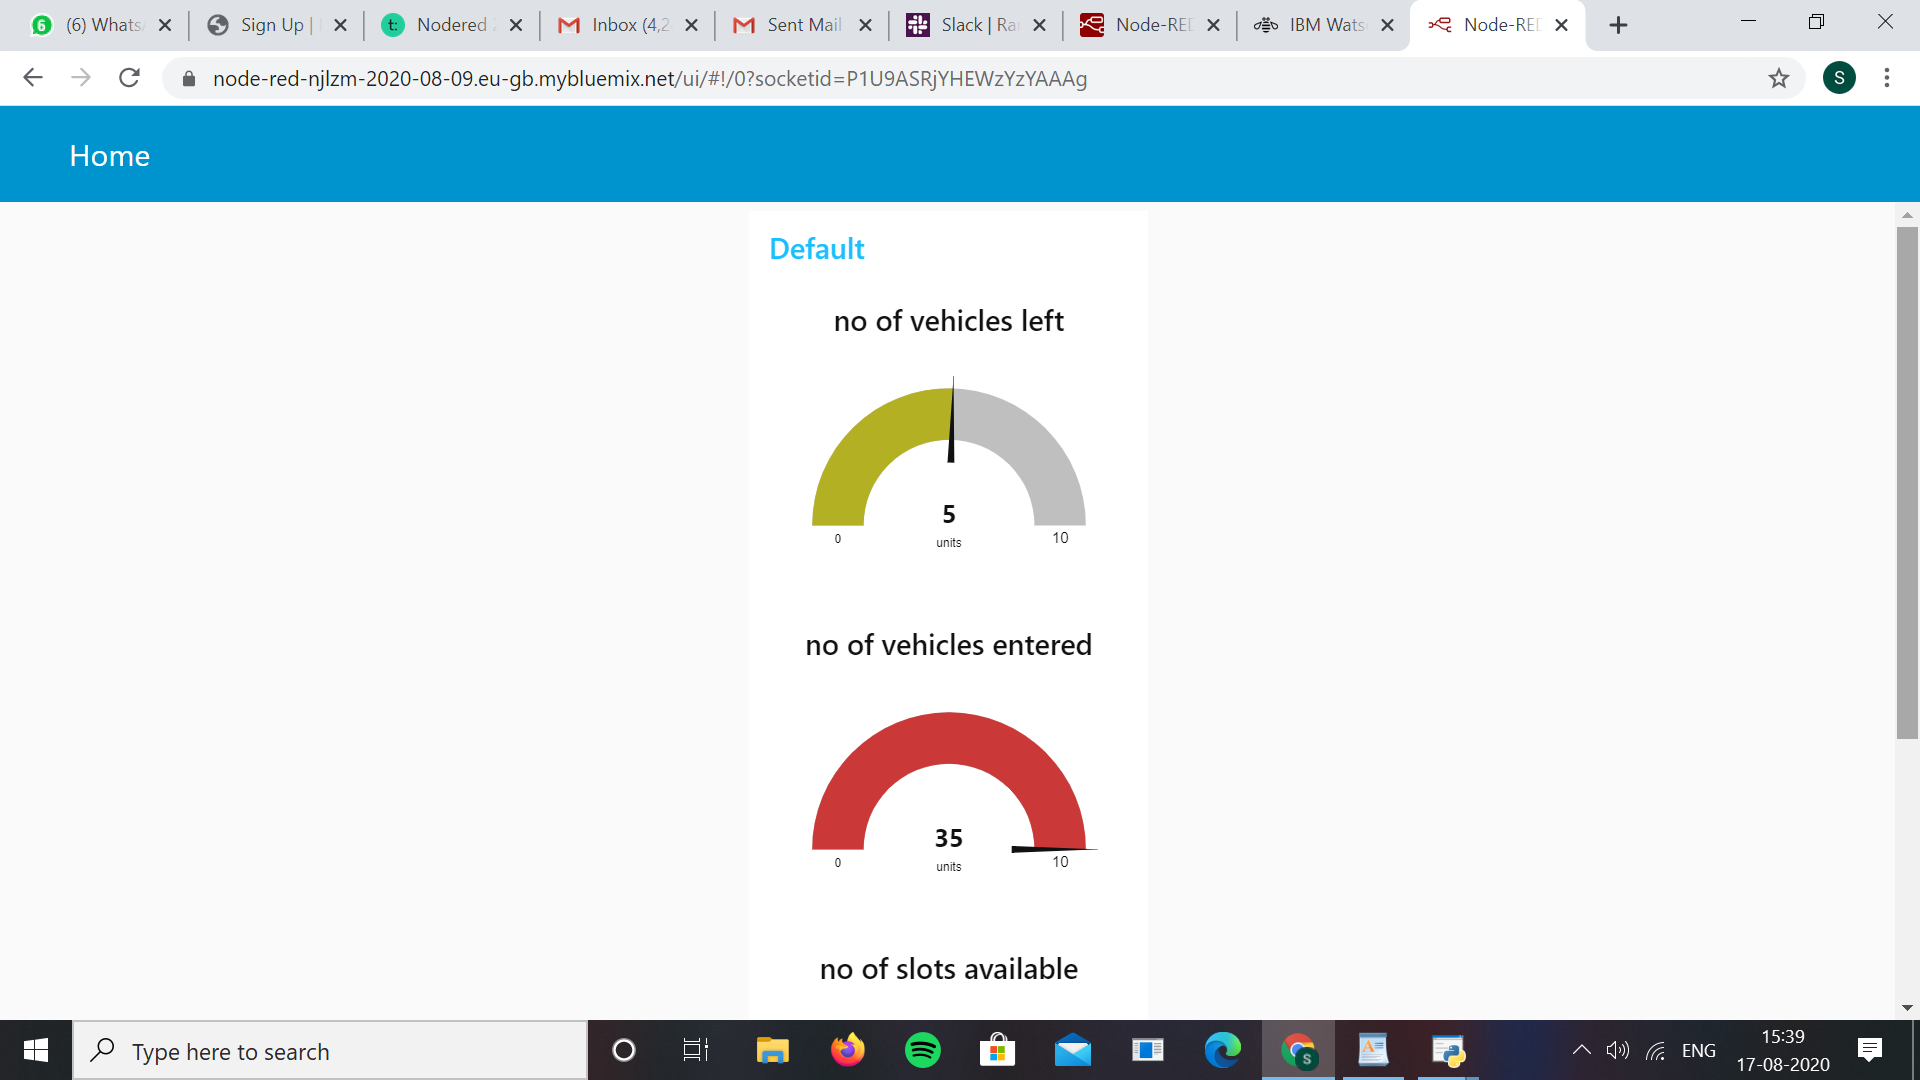 (6) Whats
Sign Up |
Nodered
Inbox (4,2
Sent Mail
Slack | Ra
Node-RED
IBM Wats
Node-RED
node-red-njlzm-2020-08-09.eu-gb.mybluemix.net/ui/#!/0?socketid=P1U9ASRjYHEWzYzYAAAg
S
Home
Default
no of vehicles left
5
units
0
10
no of vehicles entered
35
units
0
10
no of slots available
Type here to search
ENG
15:39
17-08-2020